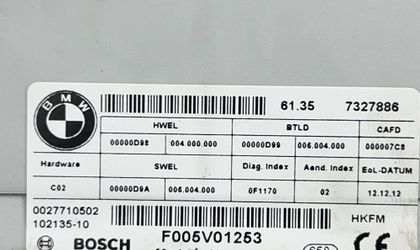 BMW
61.35 7327886
HWEL BTLD CAFD
00000D98 004.000.000 00000D99 006.004.000 000007C8
Hardware SWEL Diag. Index Aend. Index EoL-DATUM
C02 00000D9A 006.004.000 0F1170 02 12.12.12
0027710502 HKFM
102135-10
BOSCH F005V01253